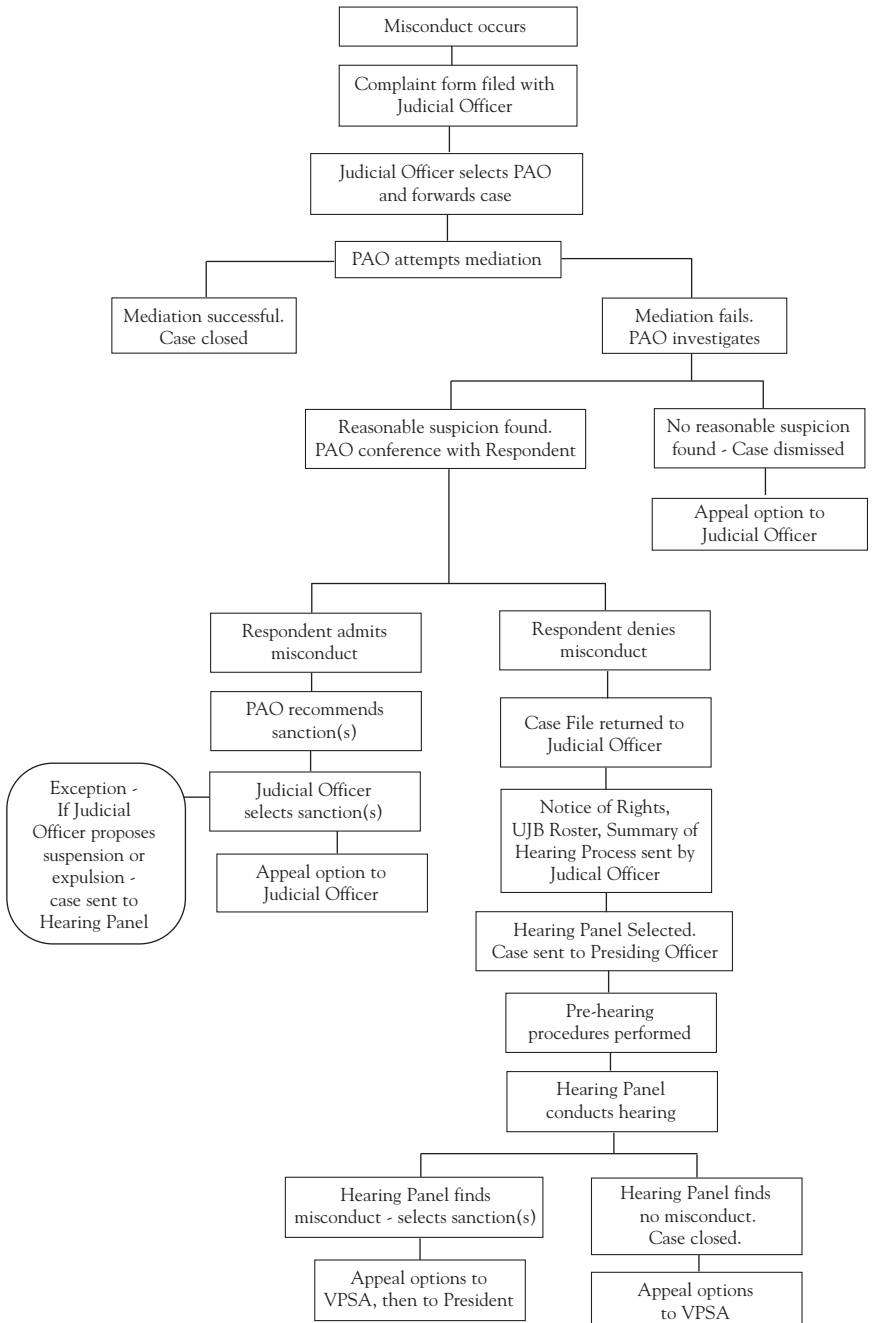 Misconduct occurs
Complaint form filed with
Judicial Officer
Judicial Officer selects PAO
and forwards case
PAO attempts mediation
Mediation successful.
Case closed
Mediation fails.
PAO investigates
Reasonable suspicion found.
PAO conference with Respondent
No reasonable suspicion
found - Case dismissed
Appeal option to
Judicial Officer
Respondent admits
misconduct
Respondent denies
misconduct
PAO recommends
sanction(s)
Case File returned to
Judicial Officer
Exception -
If Judicial
Officer proposes
suspension or
expulsion -
case sent to
Hearing Panel
Judicial Officer
selects sanction(s)
Appeal option to
Judicial Officer
Notice of Rights,
UJB Roster, Summary of
Hearing Process sent by
Judical Officer
Hearing Panel Selected.
Case sent to Presiding Officer
Pre-hearing
procedures performed
Hearing Panel
conducts hearing
Hearing Panel finds
misconduct - selects sanction(s)
Hearing Panel finds
no misconduct.
Case closed.
Appeal options to
VPSA, then to President
Appeal options
to VPSA